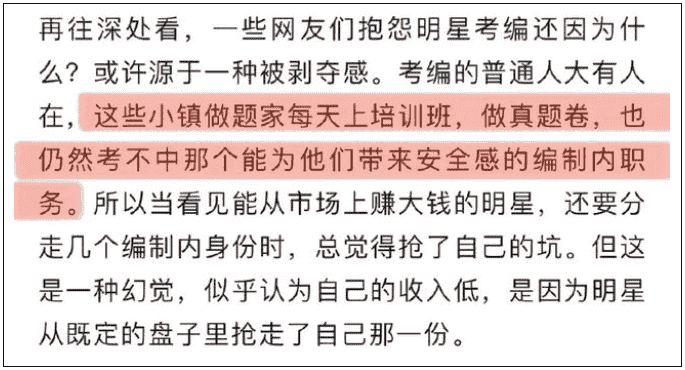 再往深处看，一些网友们抱怨明星考编还因为什
么？或许源于一种被剥夺感。考编的普通人大有人
在，这些小镇做题家每天上培训班，做真题卷，也
仍然考不中那个能为他们带来安全感的编制内职
务。所以当看见能从市场上赚大钱的明星，还要分
走几个编制内身份时，总觉得抢了自己的坑。但这
是一种幻觉，似乎认为自己的收入低，是因为明星
从既定的盘子里抢走了自己那一份。